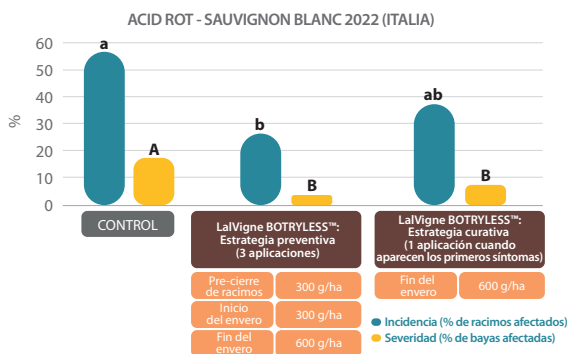 ACID ROT - SAUVIGNON BLANC 2022 (ITALIA)
60
50
40
30
20
10
0
%
a
A
b
B
ab
B
CONTROL
LalVigne BOTRYLESS™:
Estrategia preventiva
(3 aplicaciones)
LalVigne BOTRYLESS™:
Estrategia curativa
(1 aplicación cuando
aparecen los primeros síntomas)
Pre-cierre
de racimos
300 g/ha
Inicio
del envero
300 g/ha
Fin del
envero
600 g/ha
Fin del
envero
600 g/ha
Incidencia (% de racimos afectados)
Severidad (% de bayas afectadas)